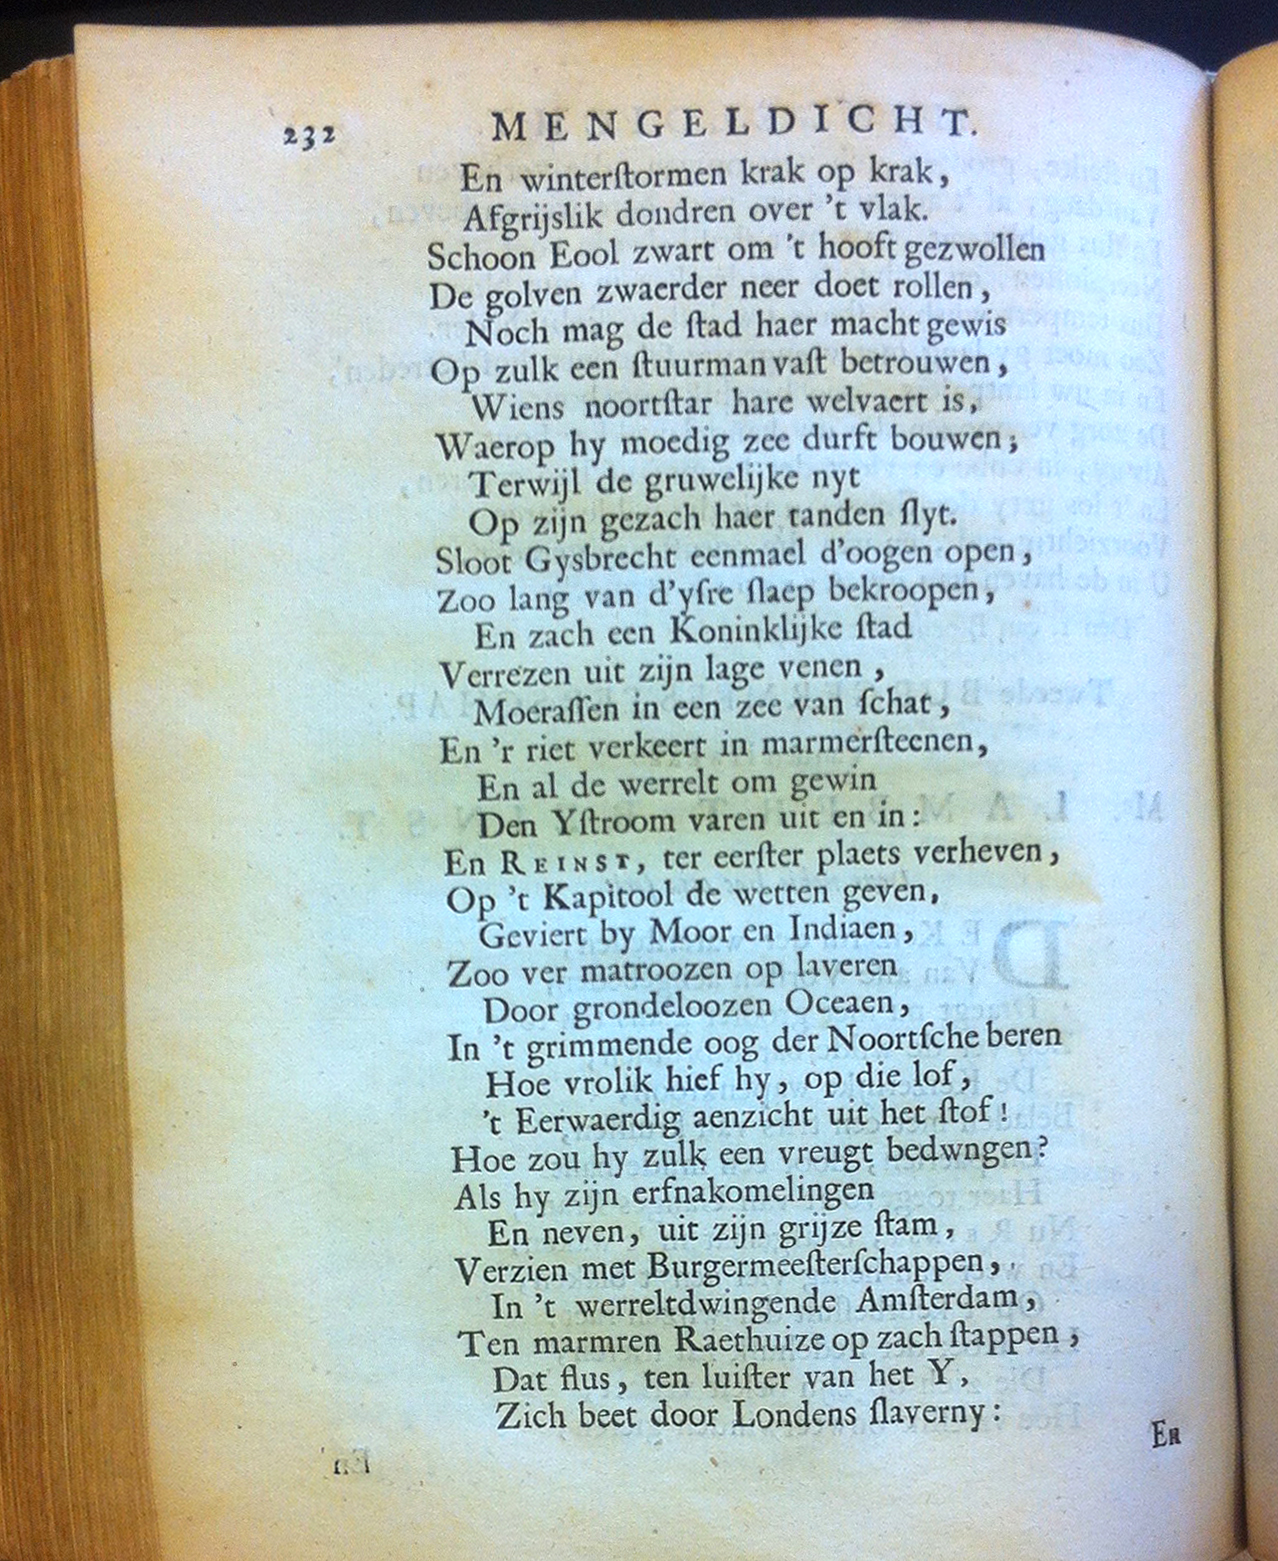 232 MENGELDICHT.
En winterſtormen krak op krak,
Afgrijslik dondren over 't vlak.
Schoon Eool zwart om 't hooft gezwollen
De golven zwaerder neer doet rollen,
Noch mag de ſtad haer macht gewis
Op zulk een ſtuurman vaſt betrouwen,
Wiens noortſtar hare welvaert is,
Waerop hy moedig zee durft bouwen;
Terwijl de gruwelijke nyt
Op zijn gezach haer tanden ſlyt.
Sloot Gysbrecht eenmael d'oogen open,
Zoo lang van d'yſre ſlaep bekroopen,
En zach een Koninklijke ſtad
Verrezen uit zijn lage venen,
Moeraſſen in een zee van ſchat,
En 'r riet verkeert in marmerſteenen,
En al de werrelt om gewin
Den Yſtroom varen uit en in:
En REINST, ter eerſter plaets verheven,
Op 't Kapitool de wetten geven,
Geviert by Moor en Indiaen,
Zoo ver matroozen op laveren
Door grondeloozen Oceaen,
In 't grimmende oog der Noortſche beren
Hoe vrolik hief hy, op die lof,
't Eerwaerdig aenzicht uit het ſtof!
Hoe zou hy zulk een vreugt bedwngen?
Als hy zijn erfnakomelingen
En neven, uit zijn grijze ſtam,
Verzien met Burgermeeſterſchappen,
In 't werreltdwingende Amſterdam,
Ten marmren Raethuize op zach ſtappen,
Dat flus, ten luiſter van het Y,
Zich beet door Londens ſlaverny:
En